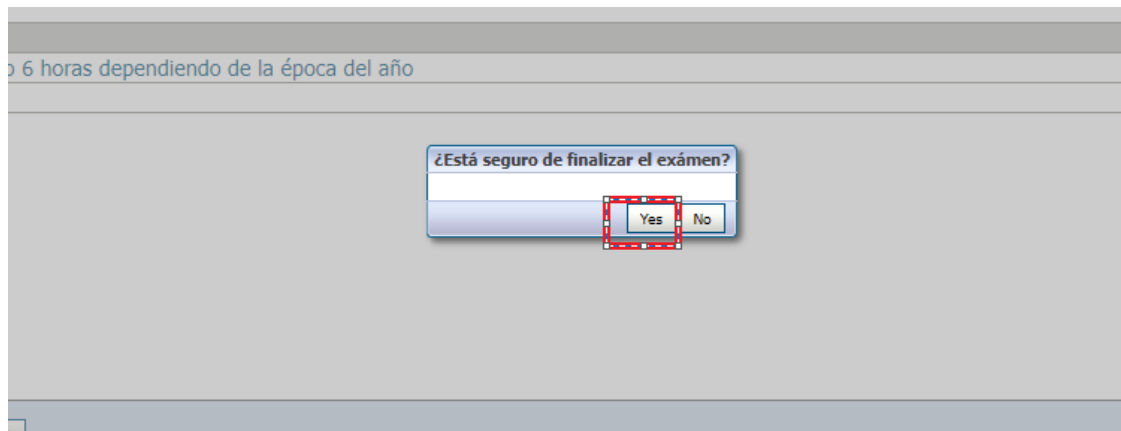 o 6 horas dependiendo de la época del año
¿Está seguro de finalizar el exámen?
Yes No